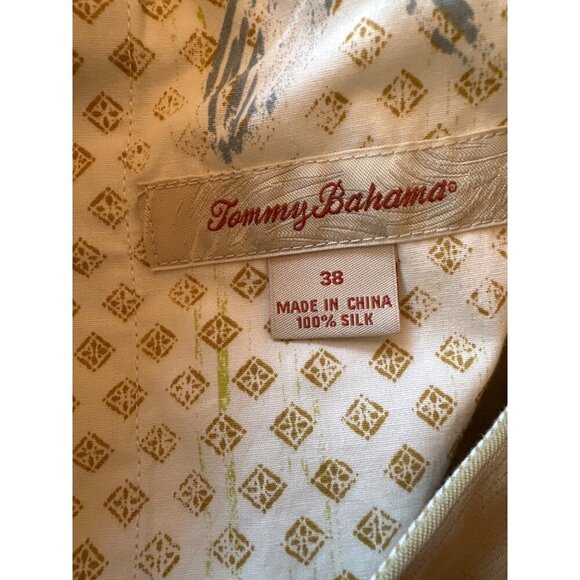 Tommy Bahama®
38
MADE IN CHINA
100% SILK